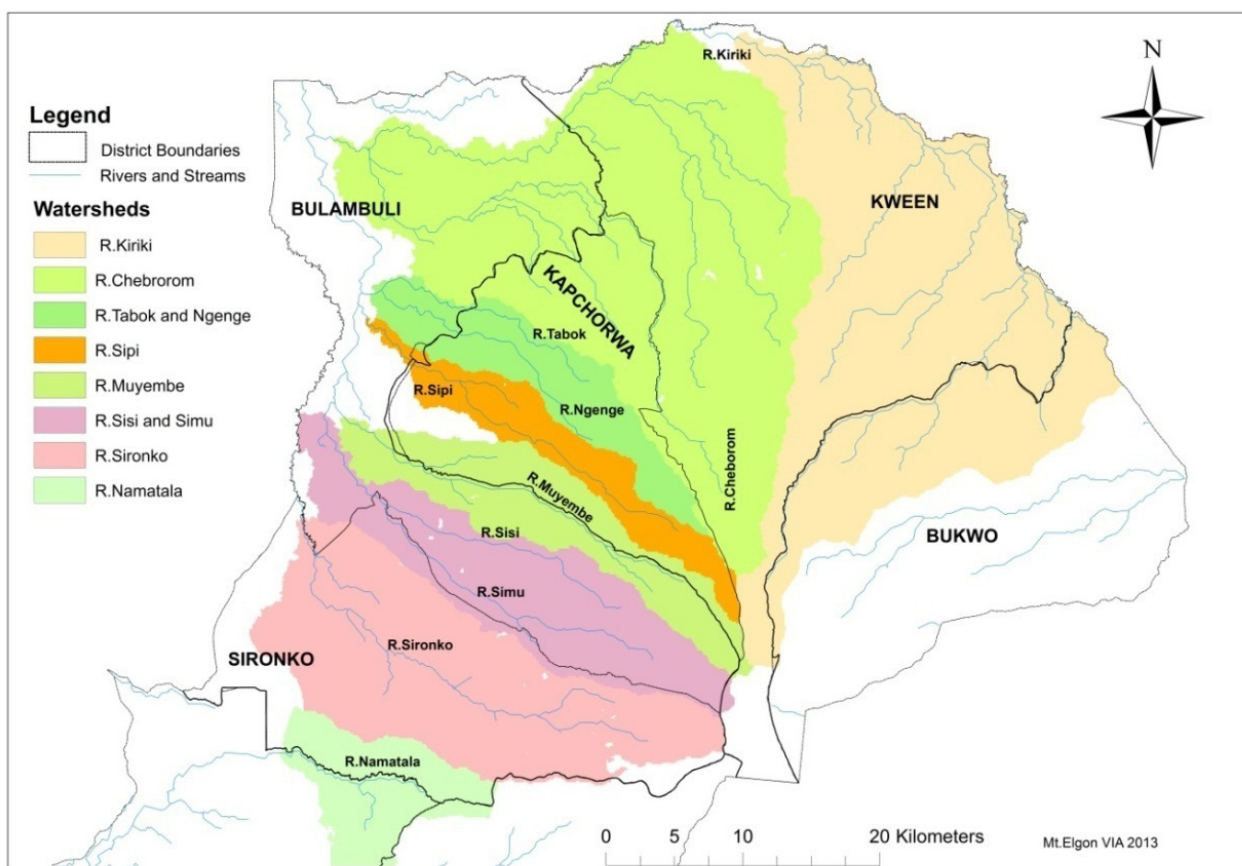 N
R.Kiriki
Legend
District Boundaries
Rivers and Streams
Watersheds
R.Kiriki
R.Chebrorom
R.Tabok and Ngenge
R.Sipi
R.Muyembe
R.Sisi and Simu
R.Sironko
R.Namatala
BULAMBULI
KWEEN
KAPCHORWA
R.Tabok
R.Sipi
R.Ngenge
R.Cheborom
R.Muyembe
R.Sisi
BUKWO
R.Simu
R.Sironko
SIRONKO
R.Namatala
0 5 10 20 Kilometers
Mt.Elgon VIA 2013